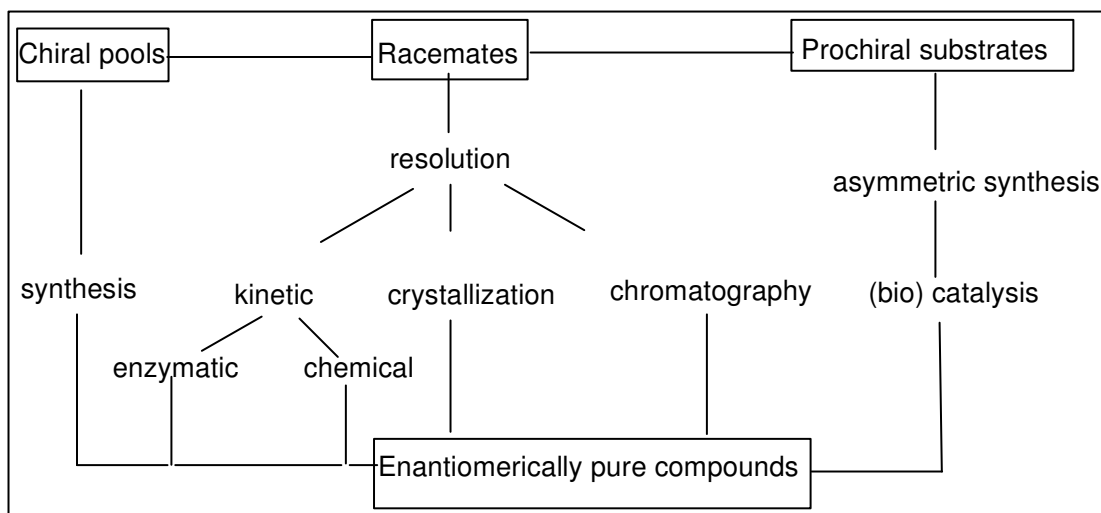 Chiral pools
Racemates
Prochiral substrates
resolution
asymmetric synthesis
synthesis
kinetic
crystallization
chromatography
(bio) catalysis
enzymatic
chemical
Enantiomerically pure compounds